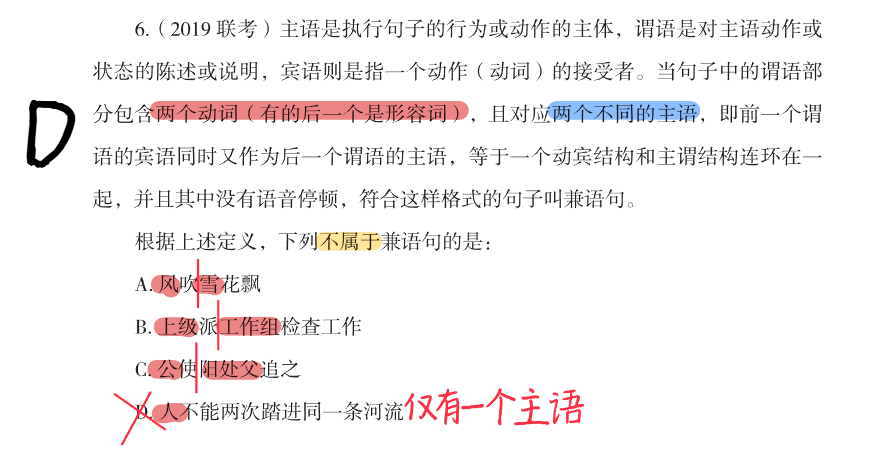 6.（2019 联考）主语是执行句子的行为或动作的主体，谓语是对主语动作或
状态的陈述或说明，宾语则是指一个动作（动词）的接受者。当句子中的谓语部
D
分包含两个动词（有的后一个是形容词），且对应两个不同的主语，即前一个谓
语的宾语同时又作为后一个谓语的主语，等于一个动宾结构和主谓结构连环在一
起，并且其中没有语音停顿，符合这样格式的句子叫兼语句。
根据上述定义，下列不属于兼语句的是：
A. 风吹雪花飘
B. 上级派工作组检查工作
C. 公使阳处父追之
D. 人不能两次踏进同一条河流 仅有一个主语